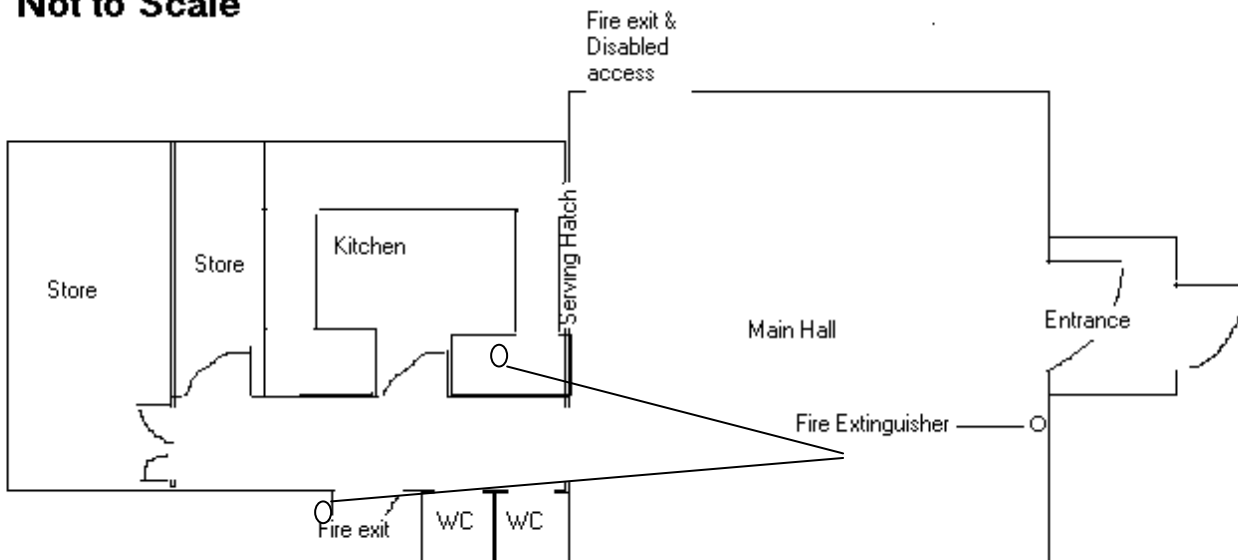 Not to Scale
Fire exit &
Disabled
access
Serving Hatch
Kitchen
Store
Store
Main Hall
Entrance
Fire Extinguisher
Fire exit
WC
WC